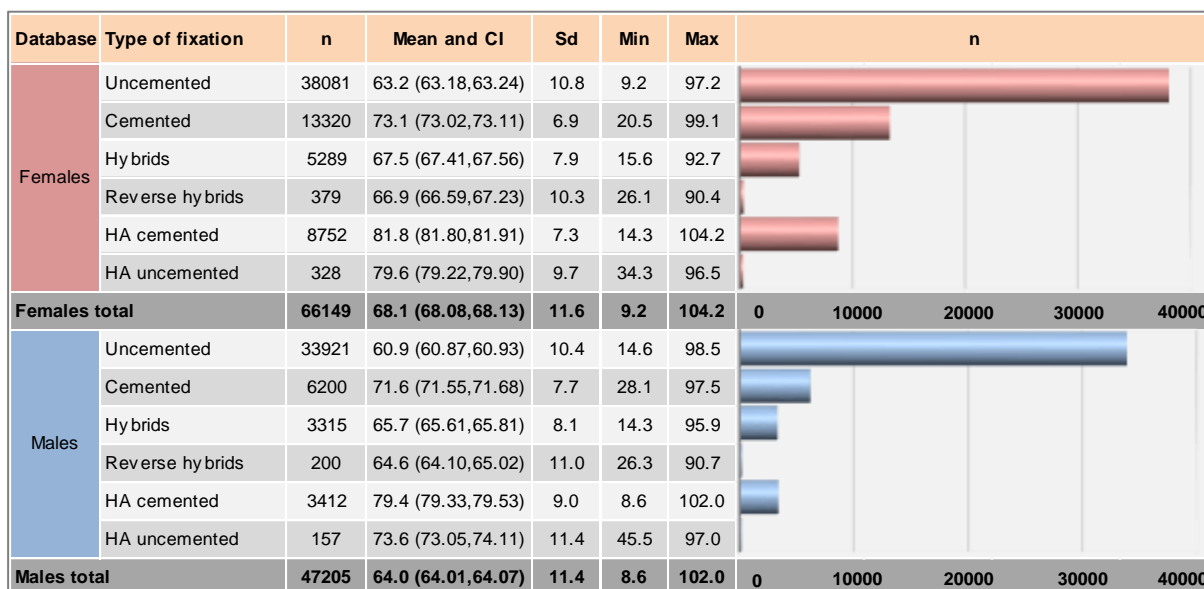 Database Type of fixation n Mean and CI Sd Min Max n
Females
Uncemented 38081 63.2 (63.18,63.24) 10.8 9.2 97.2
Cemented 13320 73.1 (73.02,73.11) 6.9 20.5 99.1
Hybrids 5289 67.5 (67.41,67.56) 7.9 15.6 92.7
Reverse hybrids 379 66.9 (66.59,67.23) 10.3 26.1 90.4
HA cemented 8752 81.8 (81.80,81.91) 7.3 14.3 104.2
HA uncemented 328 79.6 (79.22,79.90) 9.7 34.3 96.5
Females total 66149 68.1 (68.08,68.13) 11.6 9.2 104.2 0 10000 20000 30000 40000
Males
Uncemented 33921 60.9 (60.87,60.93) 10.4 14.6 98.5
Cemented 6200 71.6 (71.55,71.68) 7.7 28.1 97.5
Hybrids 3315 65.7 (65.61,65.81) 8.1 14.3 95.9
Reverse hybrids 200 64.6 (64.10,65.02) 11.0 26.3 90.7
HA cemented 3412 79.4 (79.33,79.53) 9.0 8.6 102.0
HA uncemented 157 73.6 (73.05,74.11) 11.4 45.5 97.0
Males total 47205 64.0 (64.01,64.07) 11.4 8.6 102.0 0 10000 20000 30000 40000